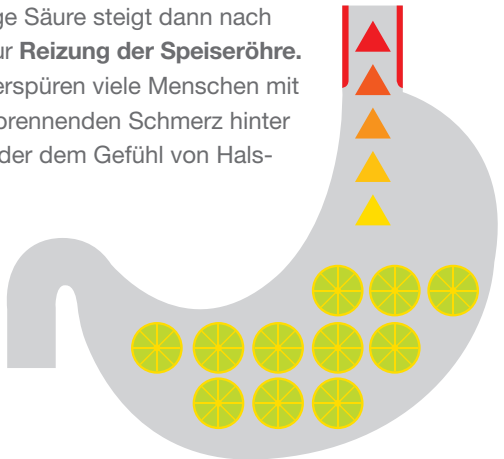 ge Säure steigt dann nach
ur Reizung der Speiseröhre.
erspüren viele Menschen mit
brennenden Schmerz hinter
der dem Gefühl von Hals-